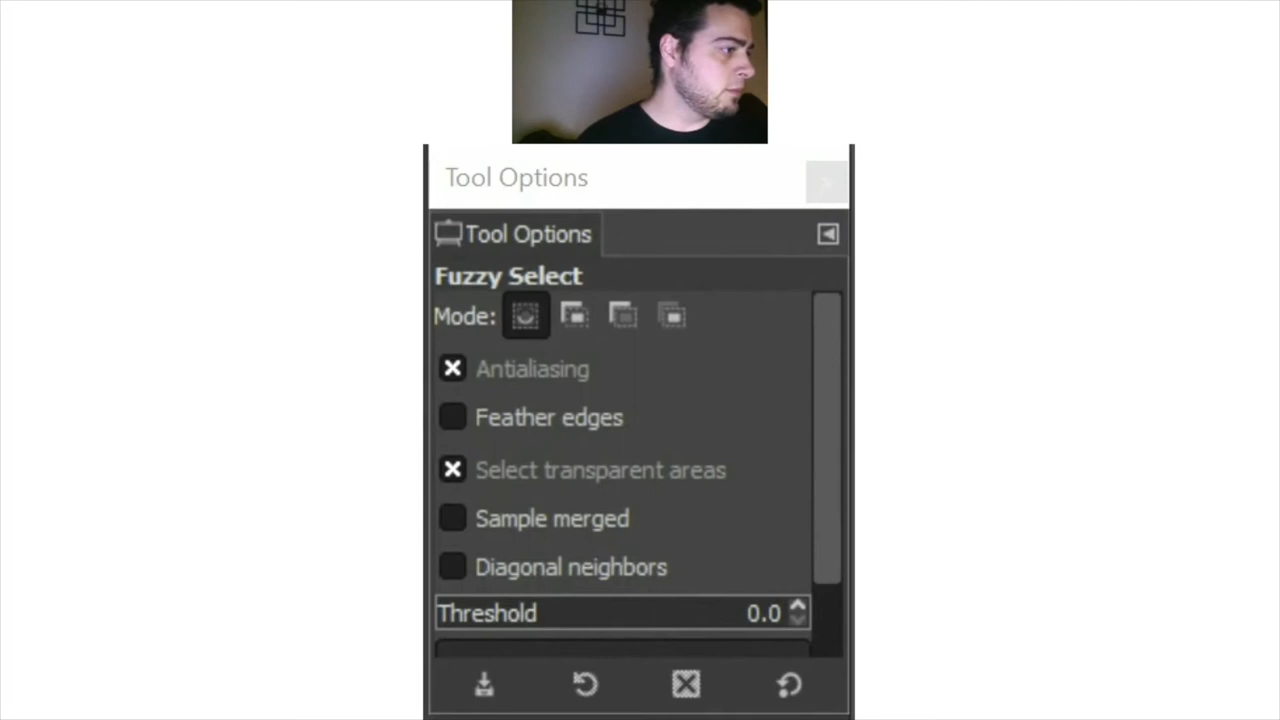 Tool Options
Tool Options
Fuzzy Select
Mode:
Antialiasing
Feather edges
Select transparent areas
Sample merged
Diagonal neighbors
Threshold 0.0